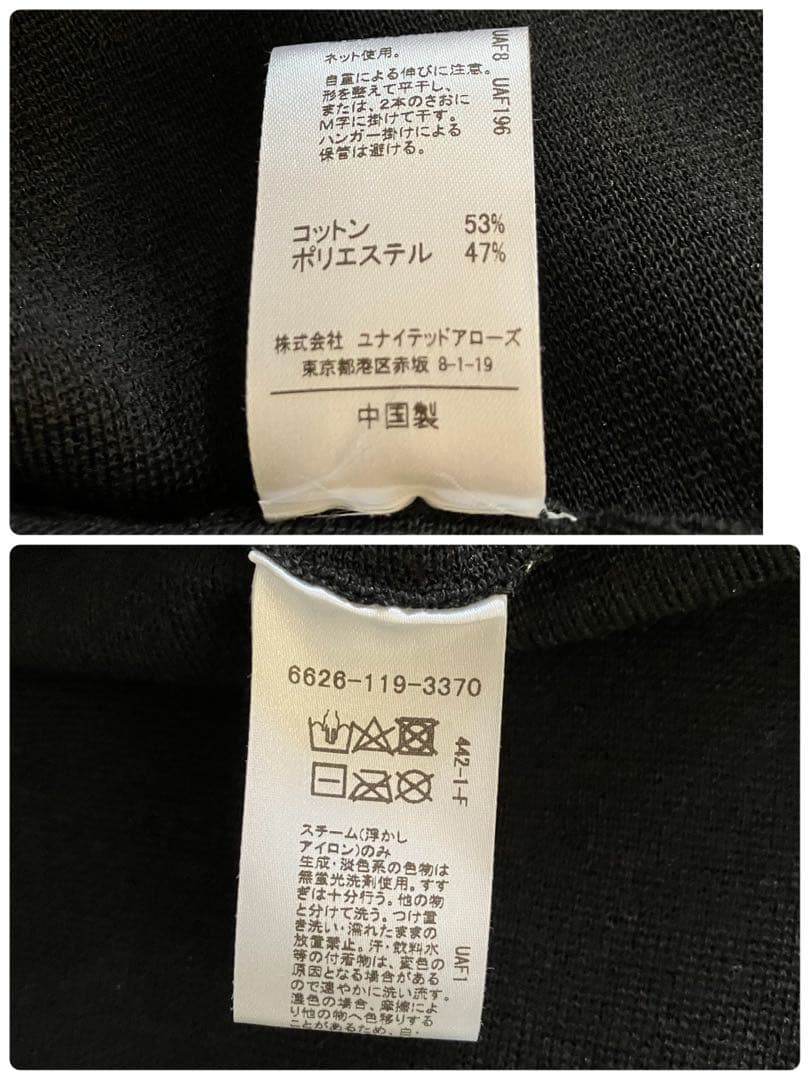 ネット使用。
自重による伸びに注意。
形を整えて平干し、
または、2本のさおに
M字に掛けて干す。
ハンガー掛けによる
保管は避ける。
UAF8 UAF196
コットン 53%
ポリエステル 47%
株式会社 ユナイテッドアローズ
東京都港区赤坂 8-1-19
中国製
6626-119-3370
442-1-F
スチーム(浮かし
アイロン)のみ
生成・淡色系の色物は
無蛍光洗剤使用。すす
ぎは十分行う。他の物
と分けて洗う。つけ置
き洗い・濡れたままの
放置禁止。汗・飲料水
等の付着物は、変色の
原因となる場合がある
ので速やかに洗い流す。
濃色の場合、摩擦によ
り他の物へ色移りする
ことがあるため、白・
UAF1